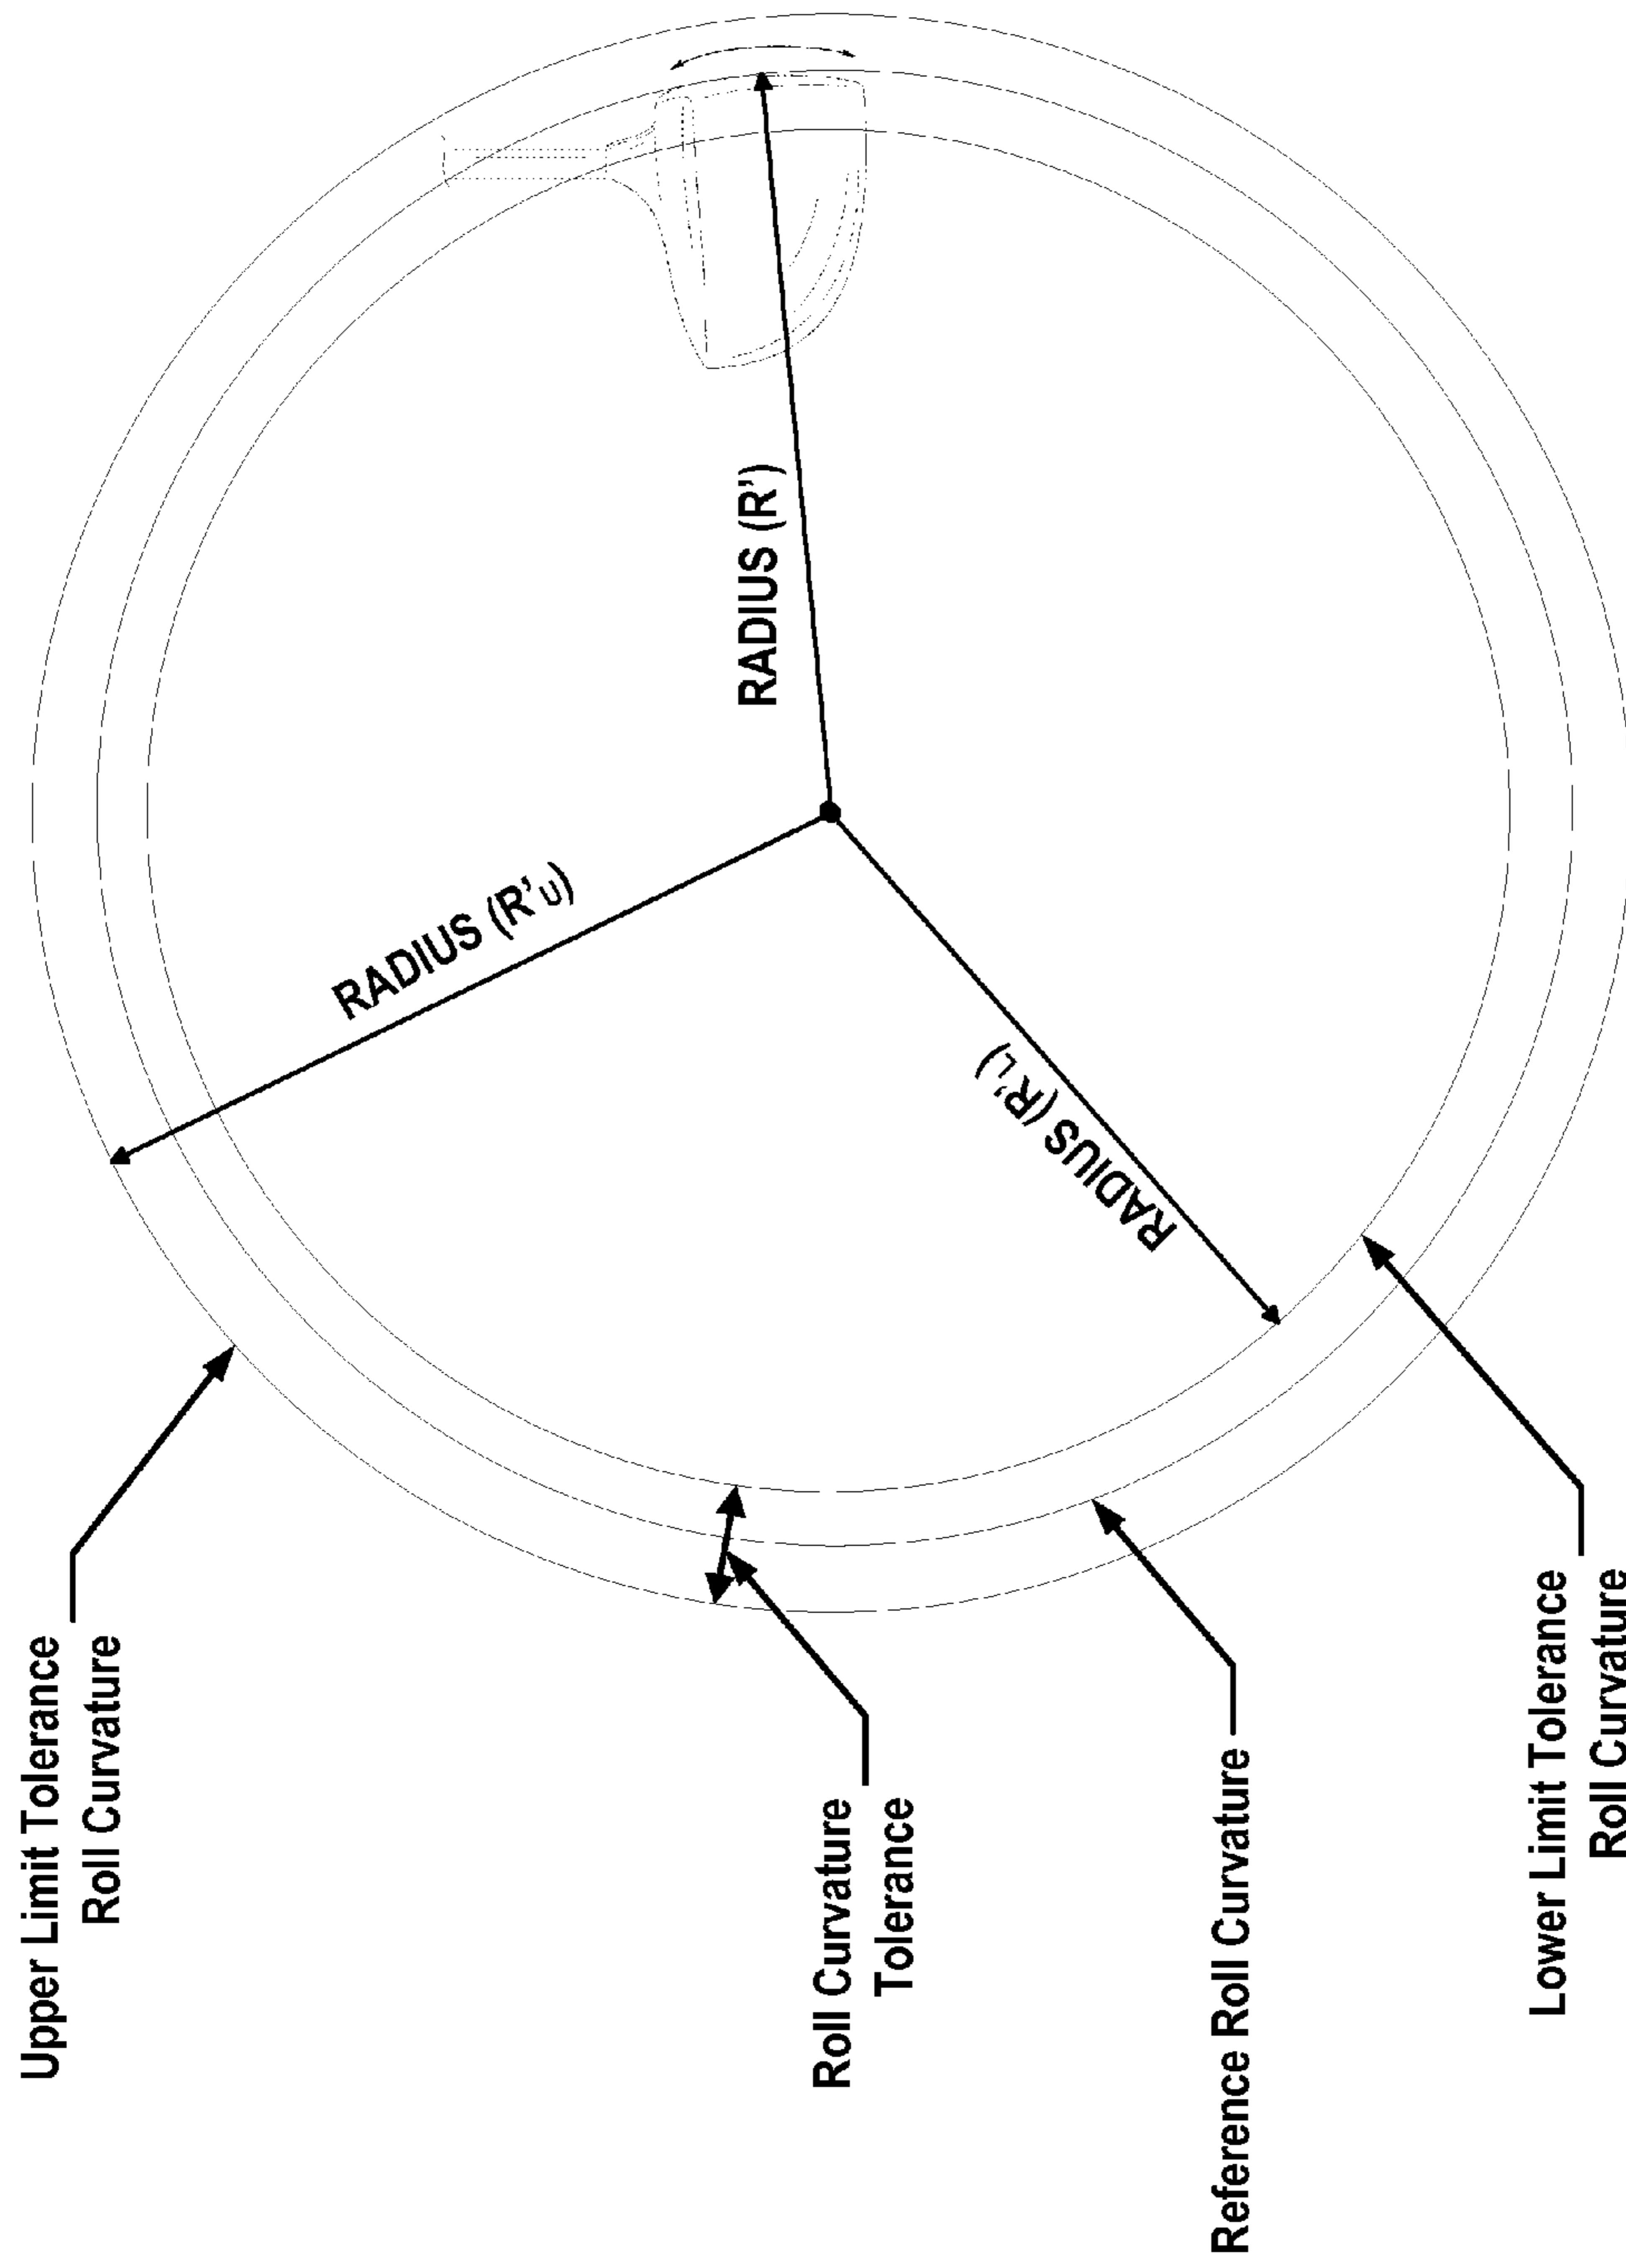 Upper Limit Tolerance
Roll Curvature
RADIUS (R'U)
RADIUS (R')
RADIUS (R'L)
Roll Curvature
Tolerance
Reference Roll Curvature
Lower Limit Tolerance
Roll Curvature